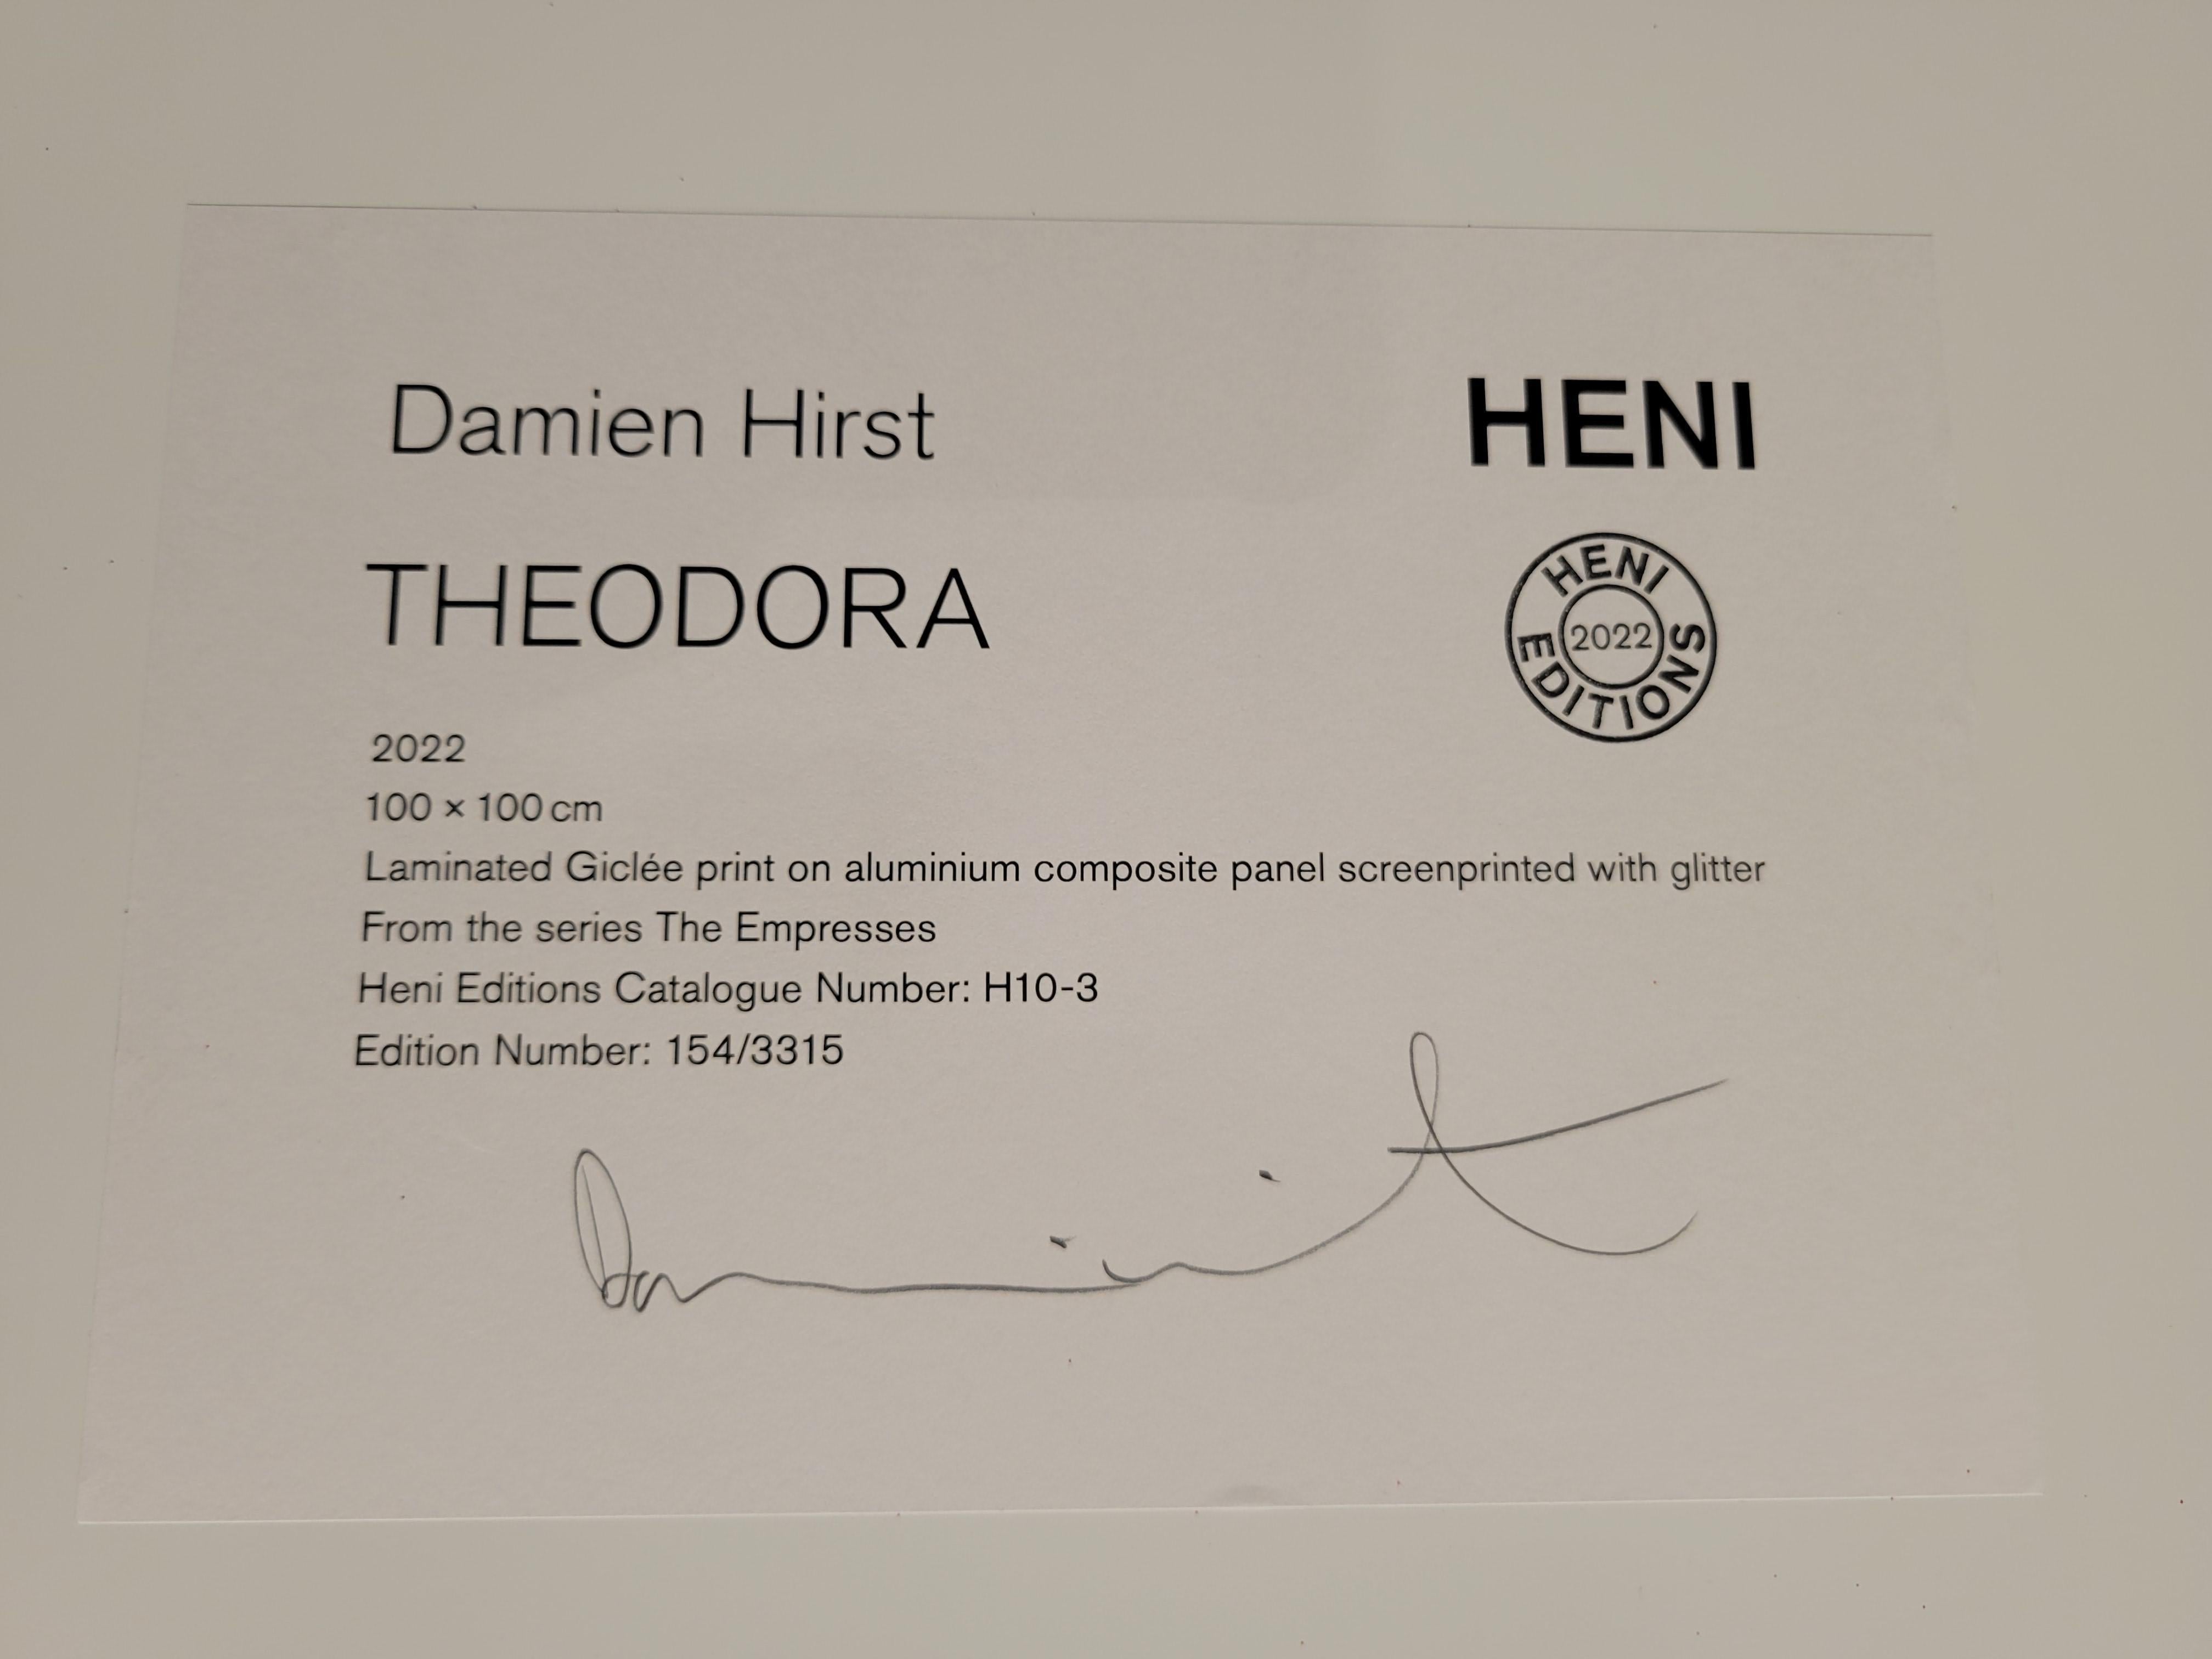 Damien Hirst
HENI
THEODORA
HENI EDITIONS
2022
2022
100 × 100 cm
Laminated Giclée print on aluminium composite panel screenprinted with glitter
From the series The Empresses
Heni Editions Catalogue Number: H10-3
Edition Number: 154/3315